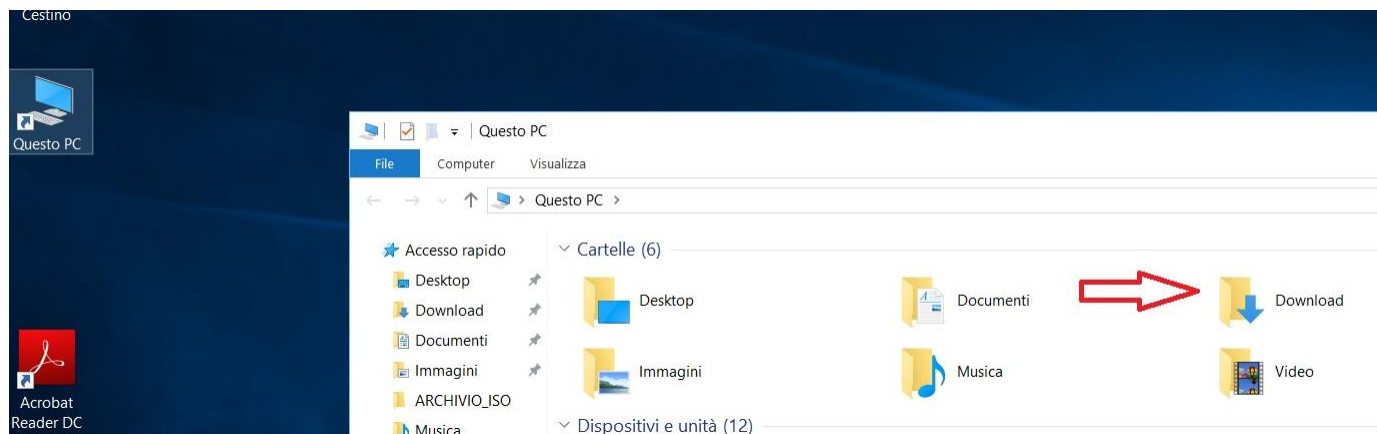 Cestino
Questo PC
Acrobat
Reader DC
Questo PC
File Computer Visualizza
Questo PC
Accesso rapido
Desktop
Download
Documenti
Immagini
ARCHIVIO_ISO
Musica
Cartelle (6)
Desktop Documenti Download
Immagini Musica Video
Dispositivi e unità (12)